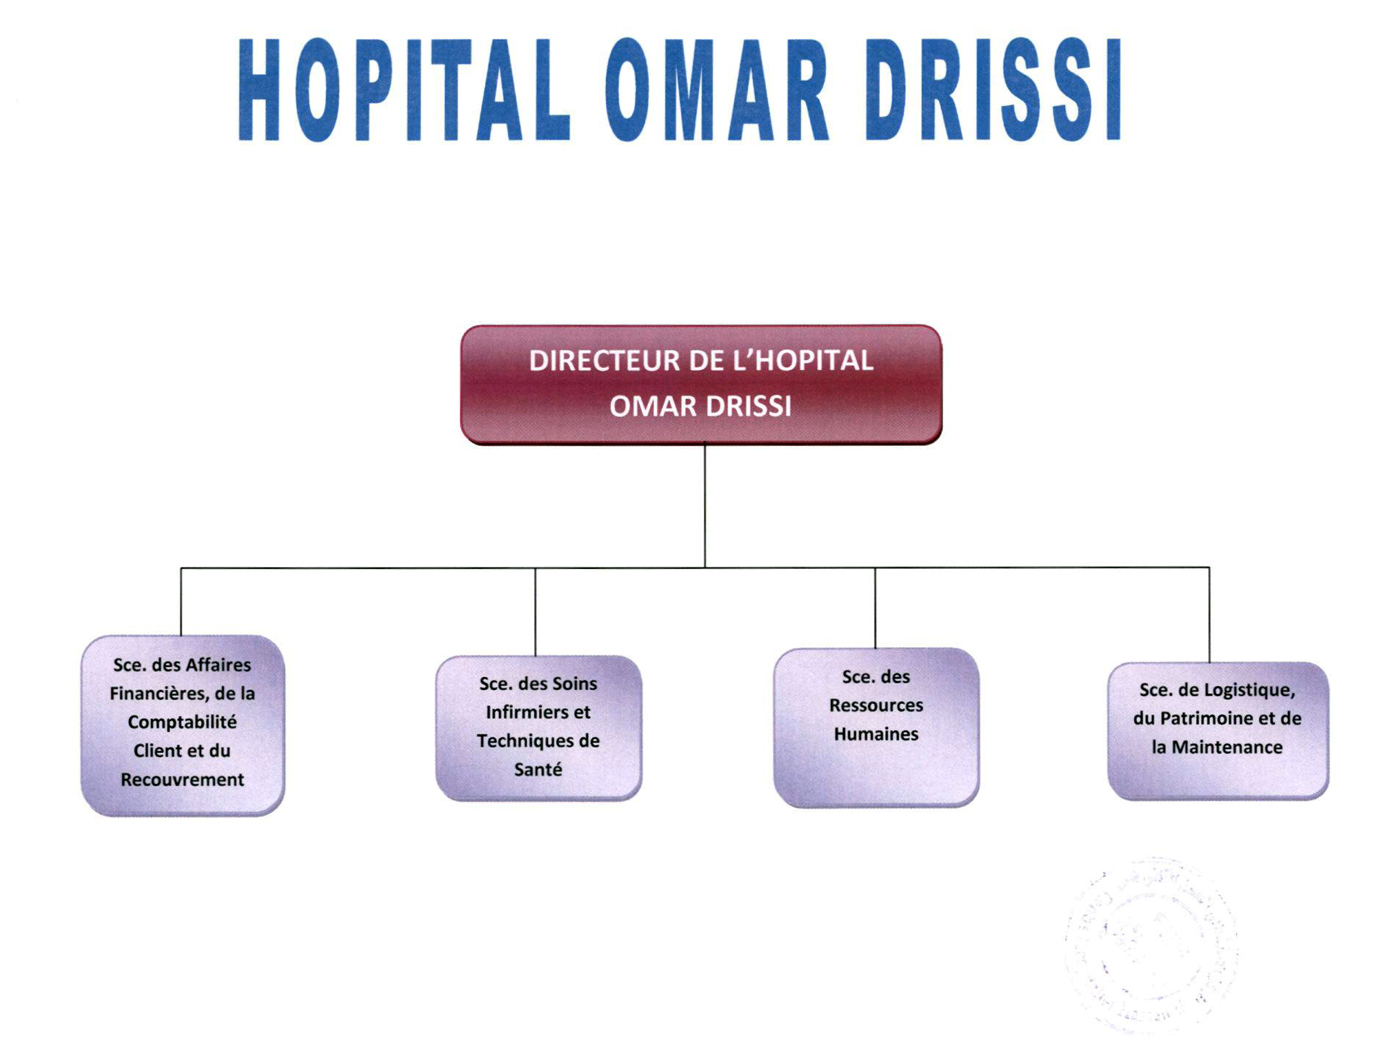 HOPITAL OMAR DRISSI
DIRECTEUR DE L’HOPITAL
OMAR DRISSI
Sce. des Affaires
Financières, de la
Comptabilité
Client et du
Recouvrement
Sce. des Soins
Infirmiers et
Techniques de
Santé
Sce. des
Ressources
Humaines
Sce. de Logistique,
du Patrimoine et de
la Maintenance